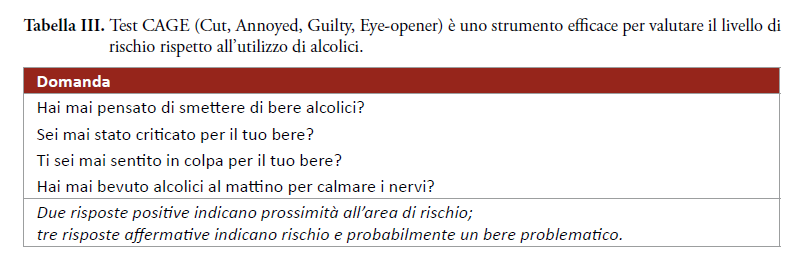 Tabella III. Test CAGE (Cut, Annoyed, Guilty, Eye-opener) è uno strumento efficace per valutare il livello di
rischio rispetto all’utilizzo di alcolici.
Domanda
Hai mai pensato di smettere di bere alcolici?
Sei mai stato criticato per il tuo bere?
Ti sei mai sentito in colpa per il tuo bere?
Hai mai bevuto alcolici al mattino per calmare i nervi?
Due risposte positive indicano prossimità all’area di rischio;
tre risposte affermative indicano rischio e probabilmente un bere problematico.